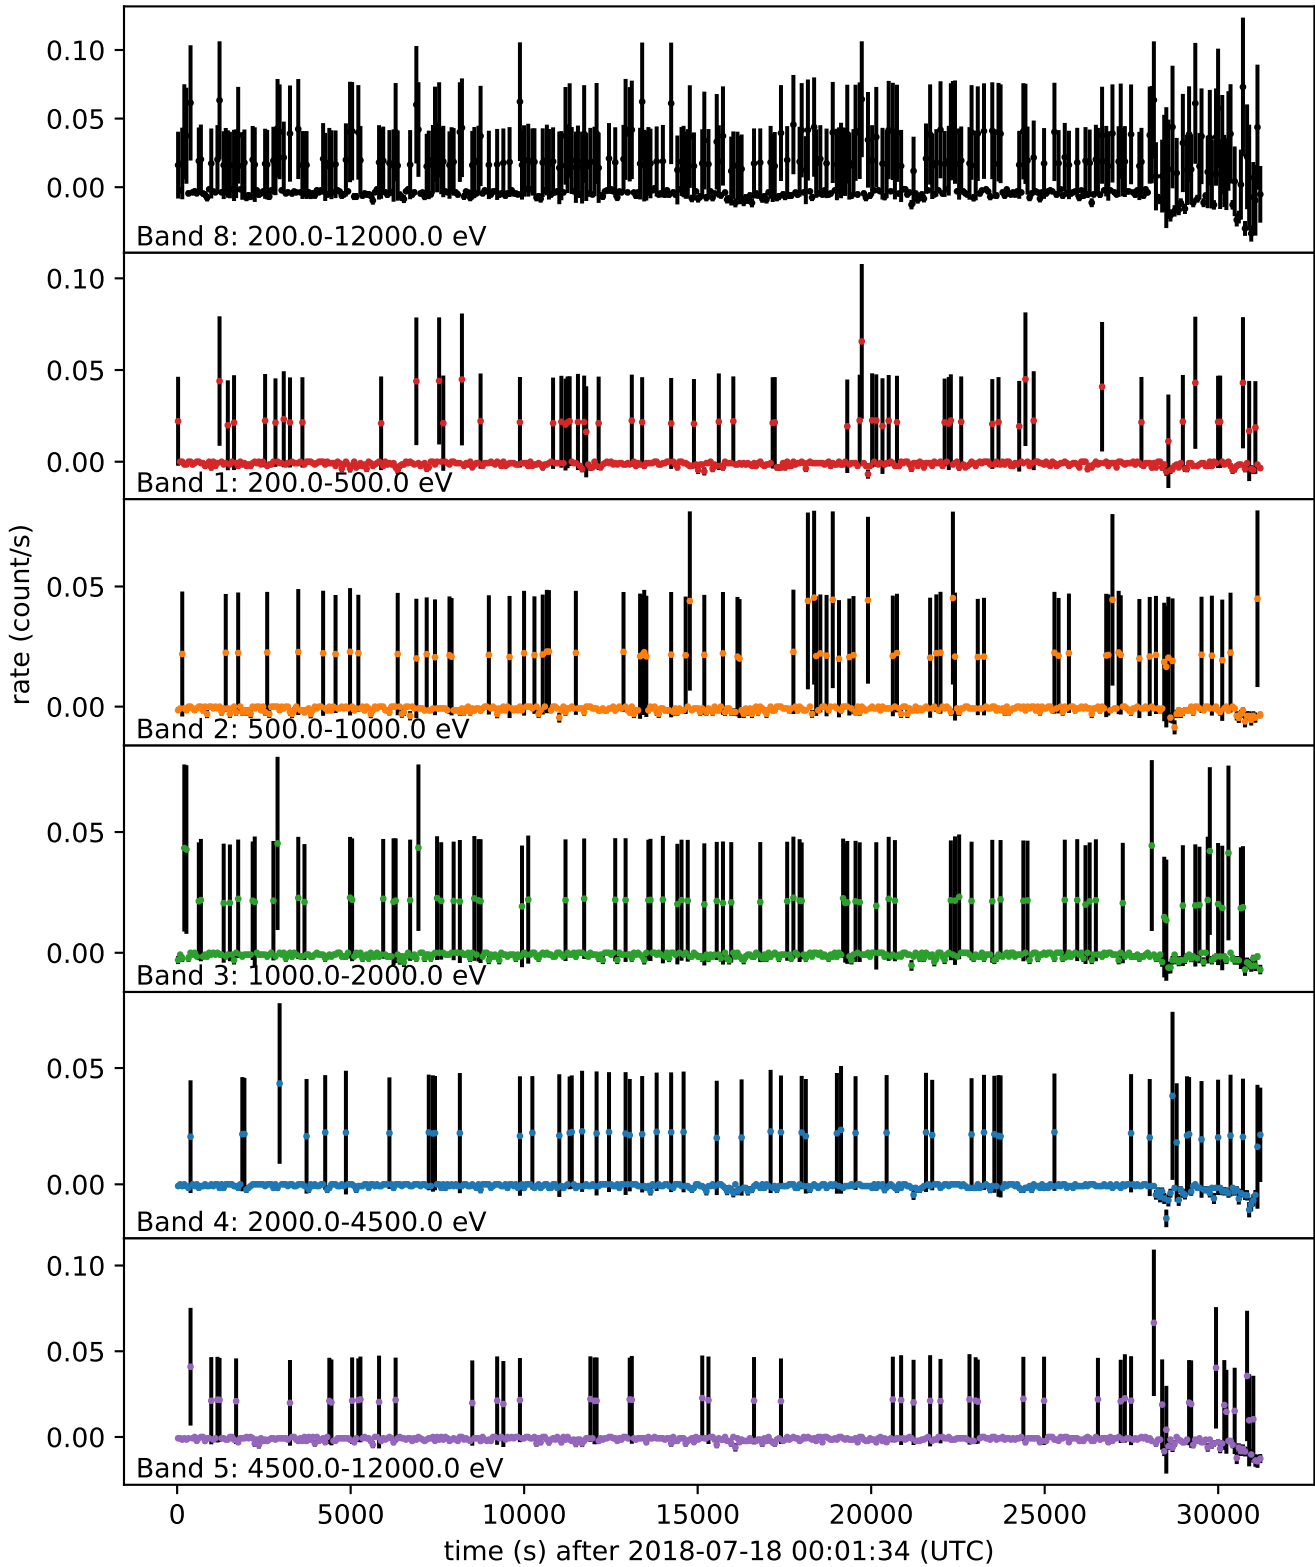 0.10
0.05
0.00
Band 8: 200.0-12000.0 eV
0.10
0.05
0.00
Band 1: 200.0-500.0 eV
rate (count/s)
0.05
0.00
Band 2: 500.0-1000.0 eV
0.05
0.00
Band 3: 1000.0-2000.0 eV
0.05
0.00
Band 4: 2000.0-4500.0 eV
0.10
0.05
0.00
Band 5: 4500.0-12000.0 eV
0 5000 10000 15000 20000 25000 30000
time (s) after 2018-07-18 00:01:34 (UTC)